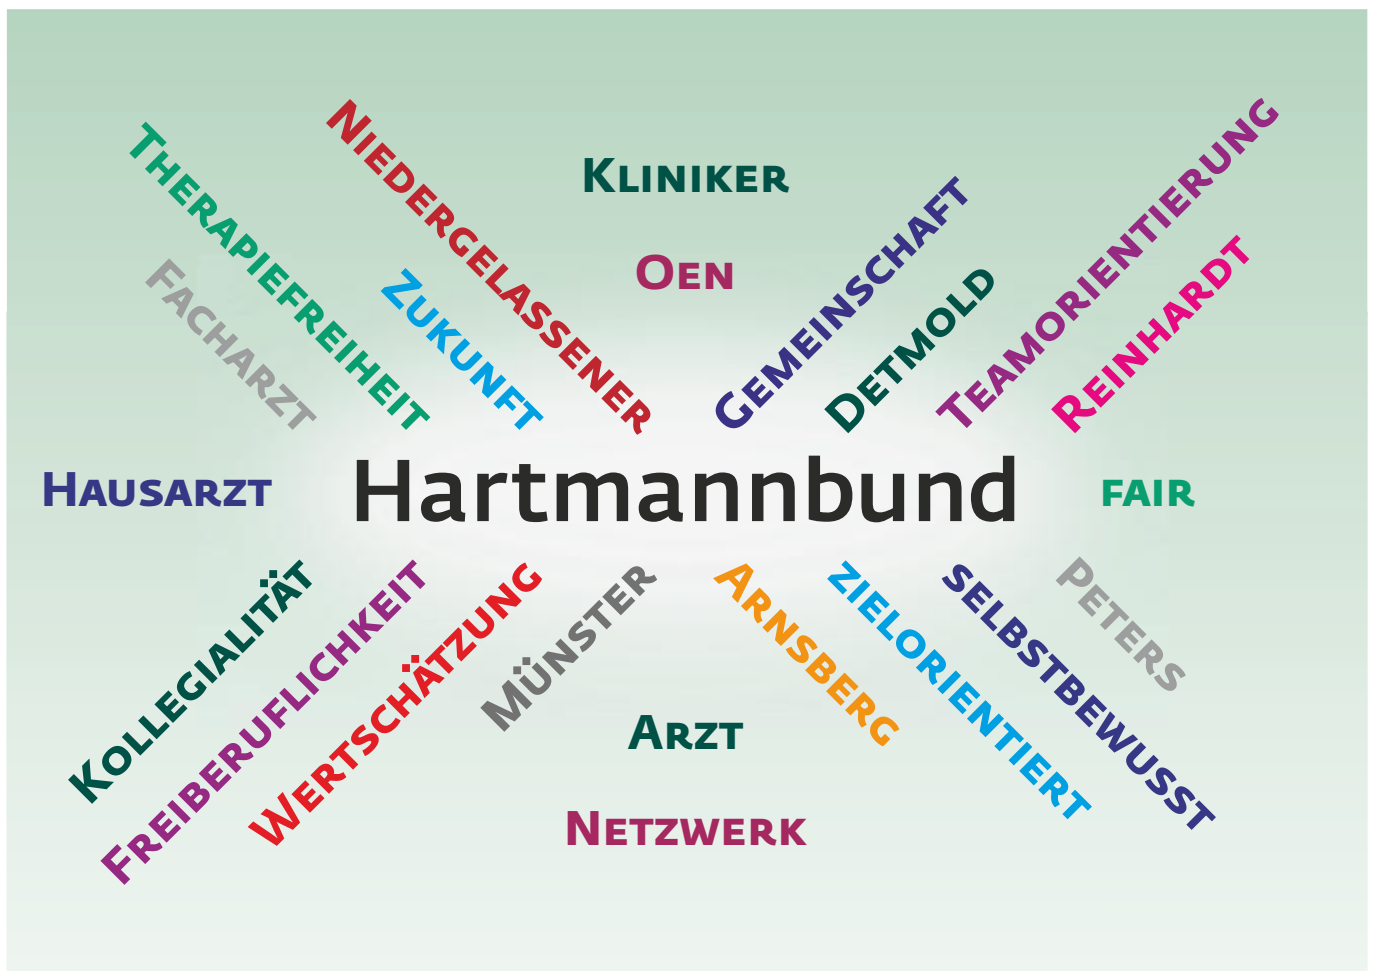 Therapiefreiheit
Niedergelassener
Kliniker
Gemeinschaft
Teamorientierung
Facharzt
Zukunft
Oen
Detmold
Reinhardt
Hausarzt
Hartmannbund
fair
Kollegialität
Freiberuflichkeit
Wertschätzung
Münster
Arnsberg
zielorientiert
selbstbewusst
Peters
Arzt
Netzwerk